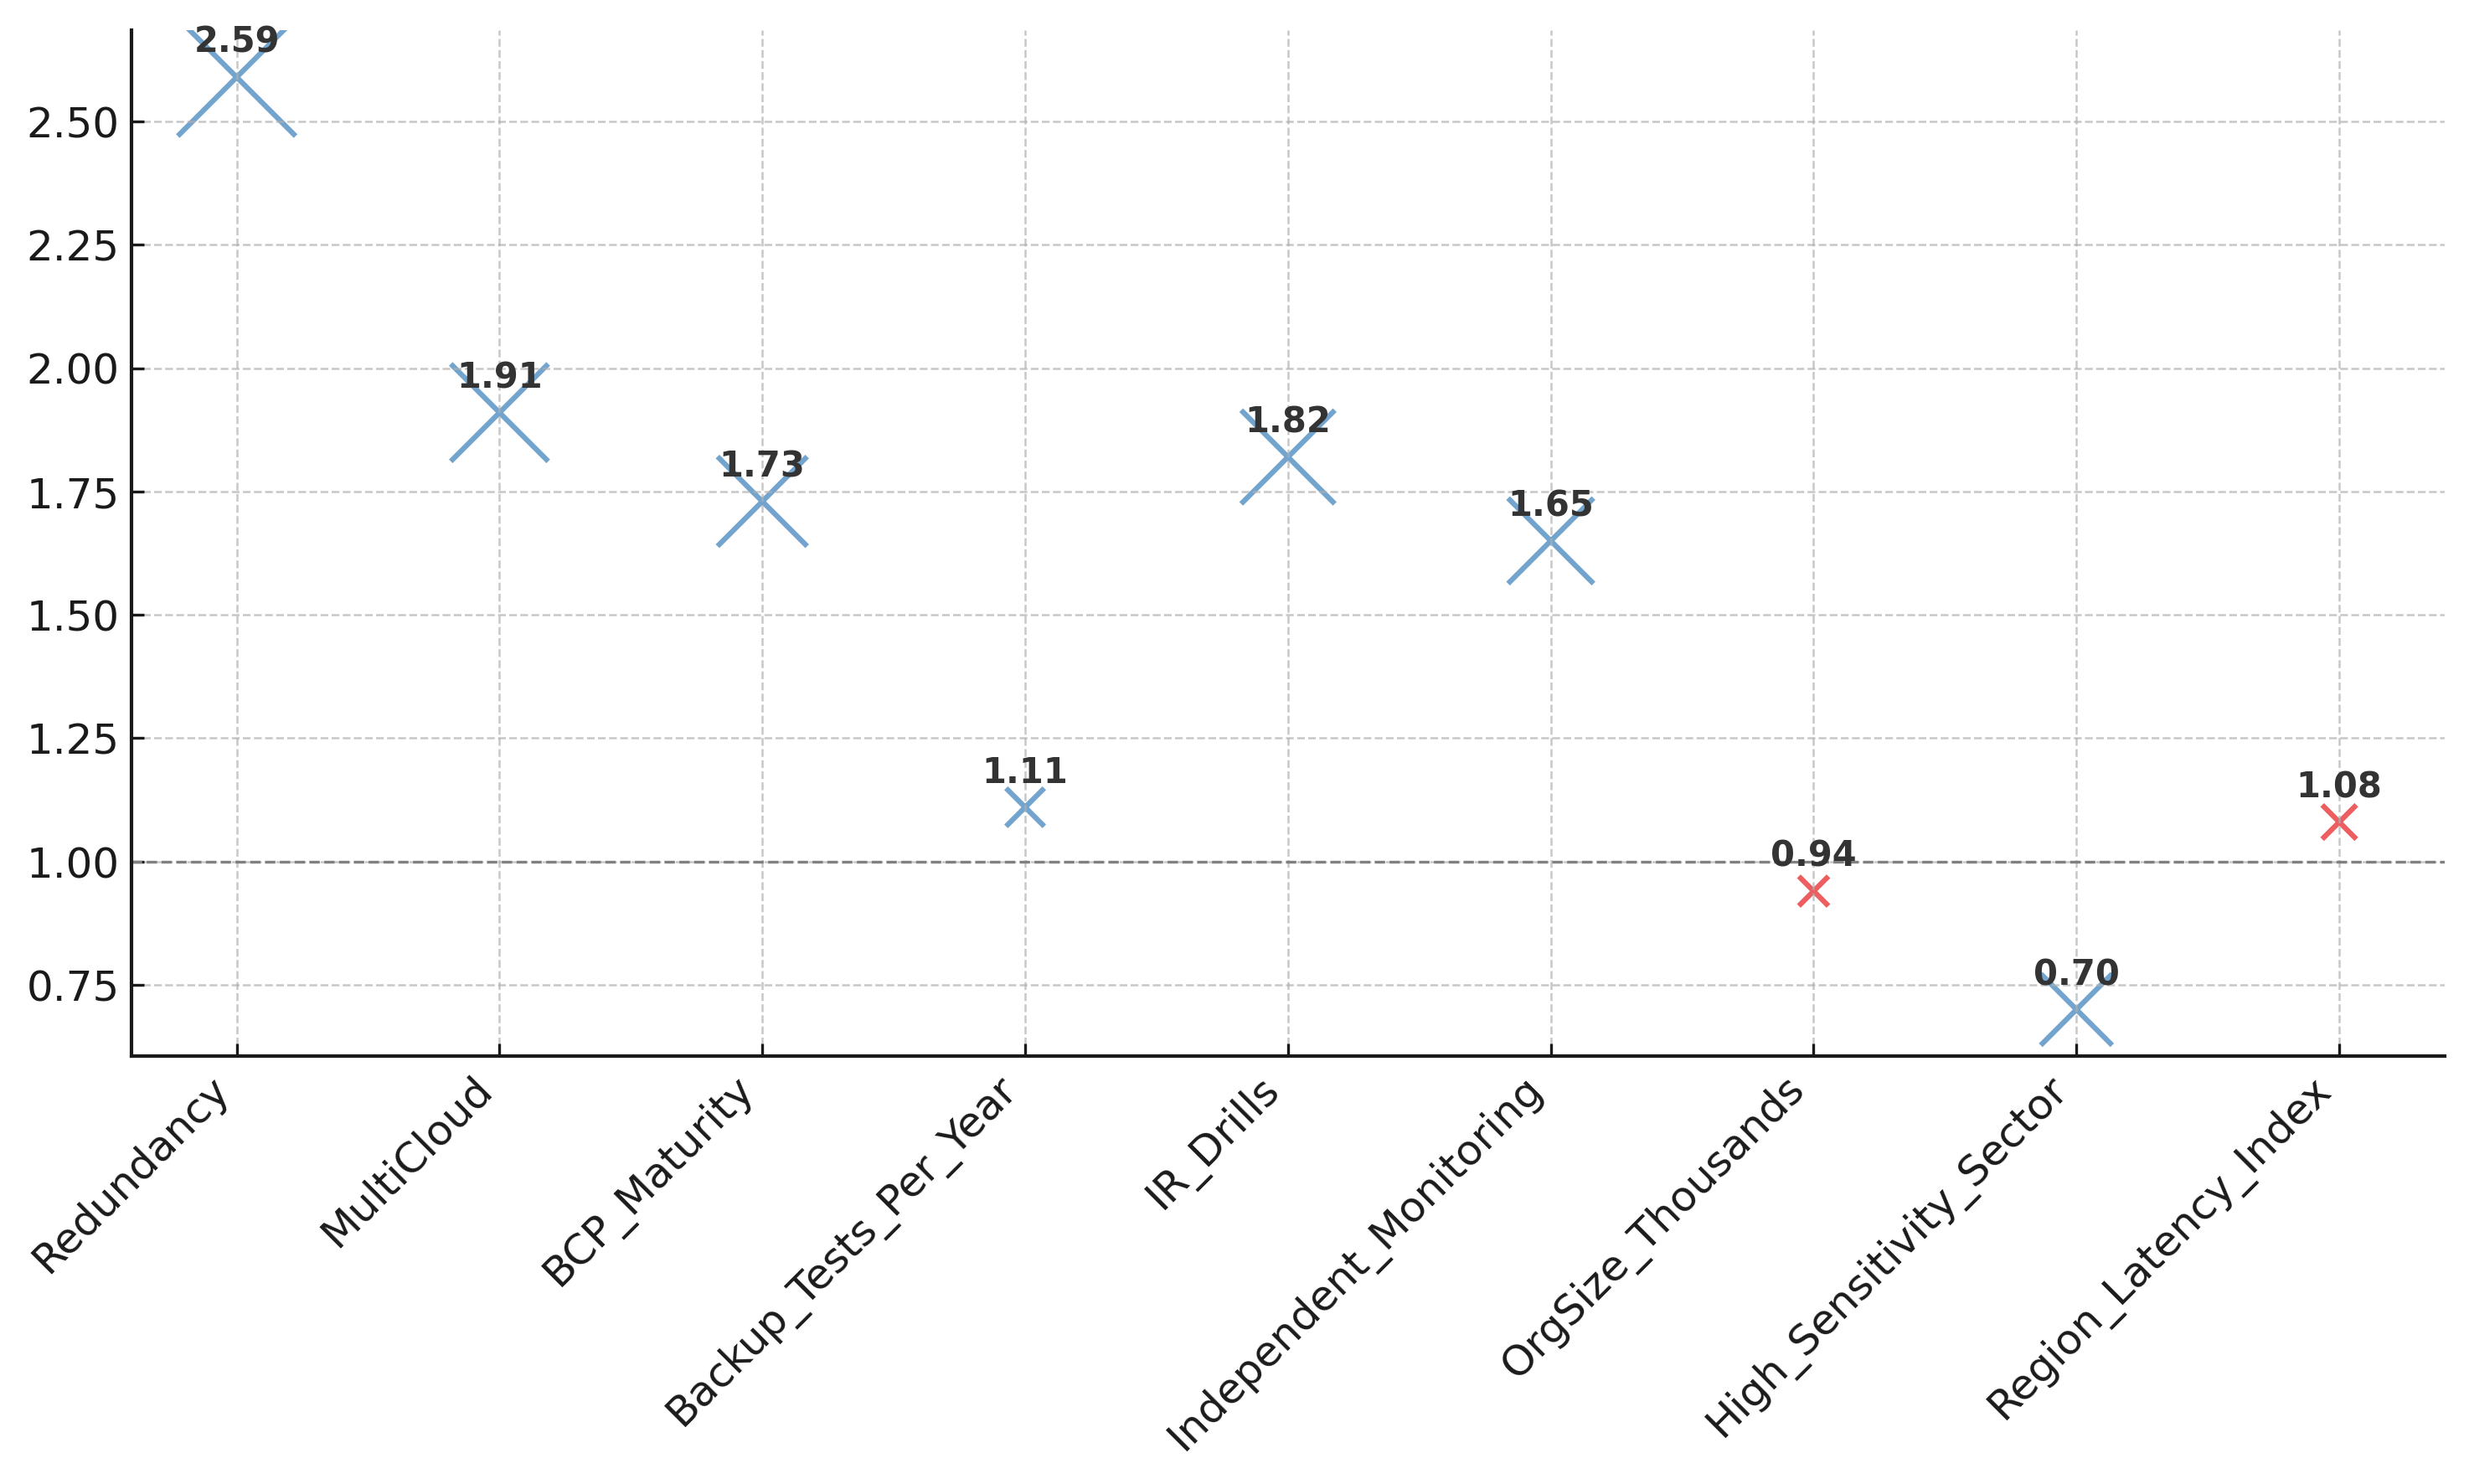 2.59
2.50
2.25
2.00
1.91
1.82
1.73
1.75
1.65
1.50
1.25
1.11
1.08
1.00
0.94
0.75
0.70
Redundancy
MultiCloud
BCP_Maturity
Backup_Tests_Per_Year
IR_Drills
Independent_Monitoring
OrgSize_Thousands
High_Sensitivity_Sector
Region_Latency_Index